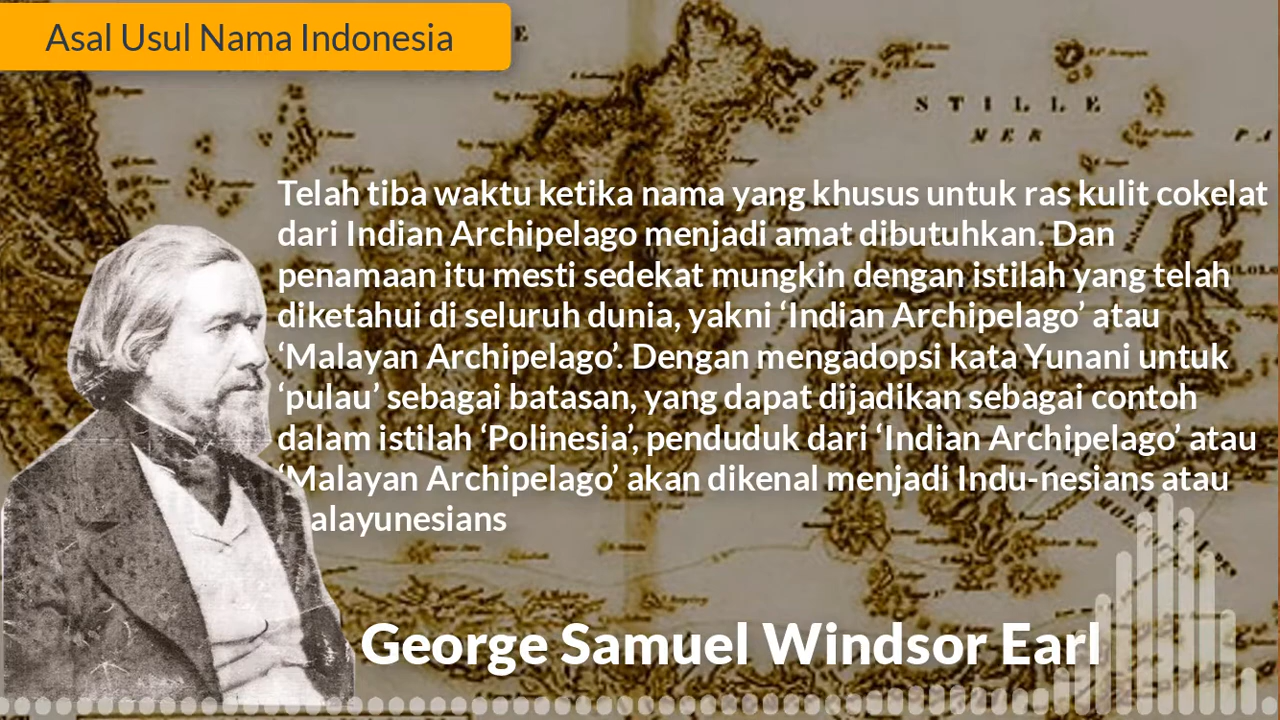 Asal Usul Nama Indonesia
E
STILLE
MER
Telah tiba waktu ketika nama yang khusus untuk ras kulit cokelat
dari Indian Archipelago menjadi amat dibutuhkan. Dan
penamaan itu mesti sedekat mungkin dengan istilah yang telah
diketahui di seluruh dunia, yakni ‘Indian Archipelago’ atau
‘Malayan Archipelago’. Dengan mengadopsi kata Yunani untuk
‘pulau’ sebagai batasan, yang dapat dijadikan sebagai contoh
dalam istilah ‘Polinesia’, penduduk dari ‘Indian Archipelago’ atau
‘Malayan Archipelago’ akan dikenal menjadi Indu-nesians atau
alayunesians
George Samuel Windsor Earl